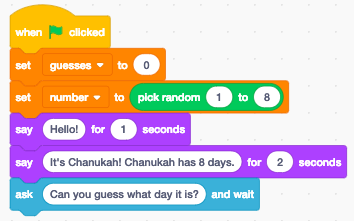 when clicked
set guesses to 0
set number to pick random 1 to 8
say Hello! for 1 seconds
say It's Chanukah! Chanukah has 8 days. for 2 seconds
ask Can you guess what day it is? and wait